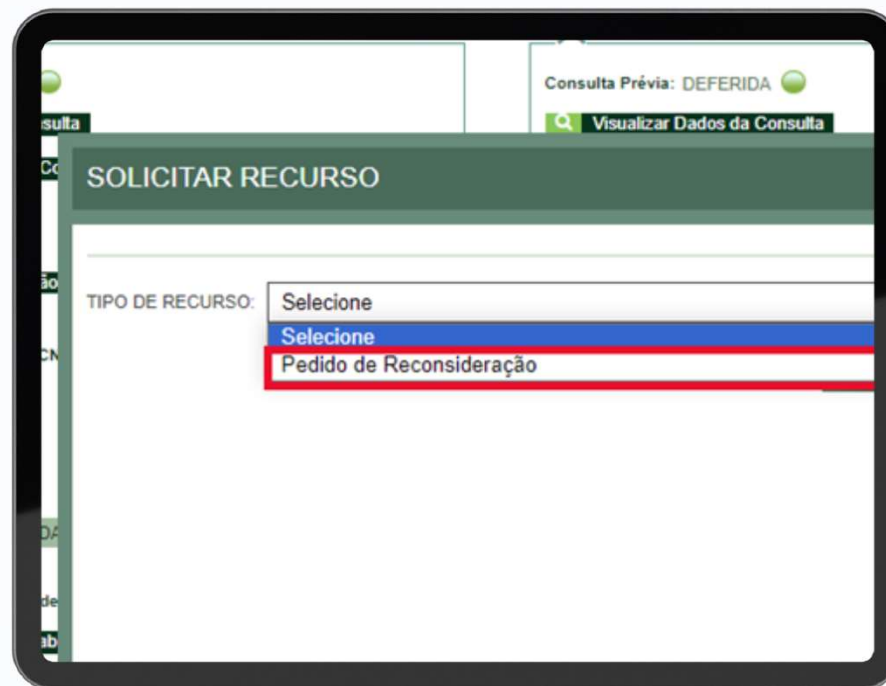 Consulta Prévia: DEFERIDA
Visualizar Dados da Consulta
SOLICITAR RECURSO
TIPO DE RECURSO:
Selecione
Selecione
Pedido de Reconsideração